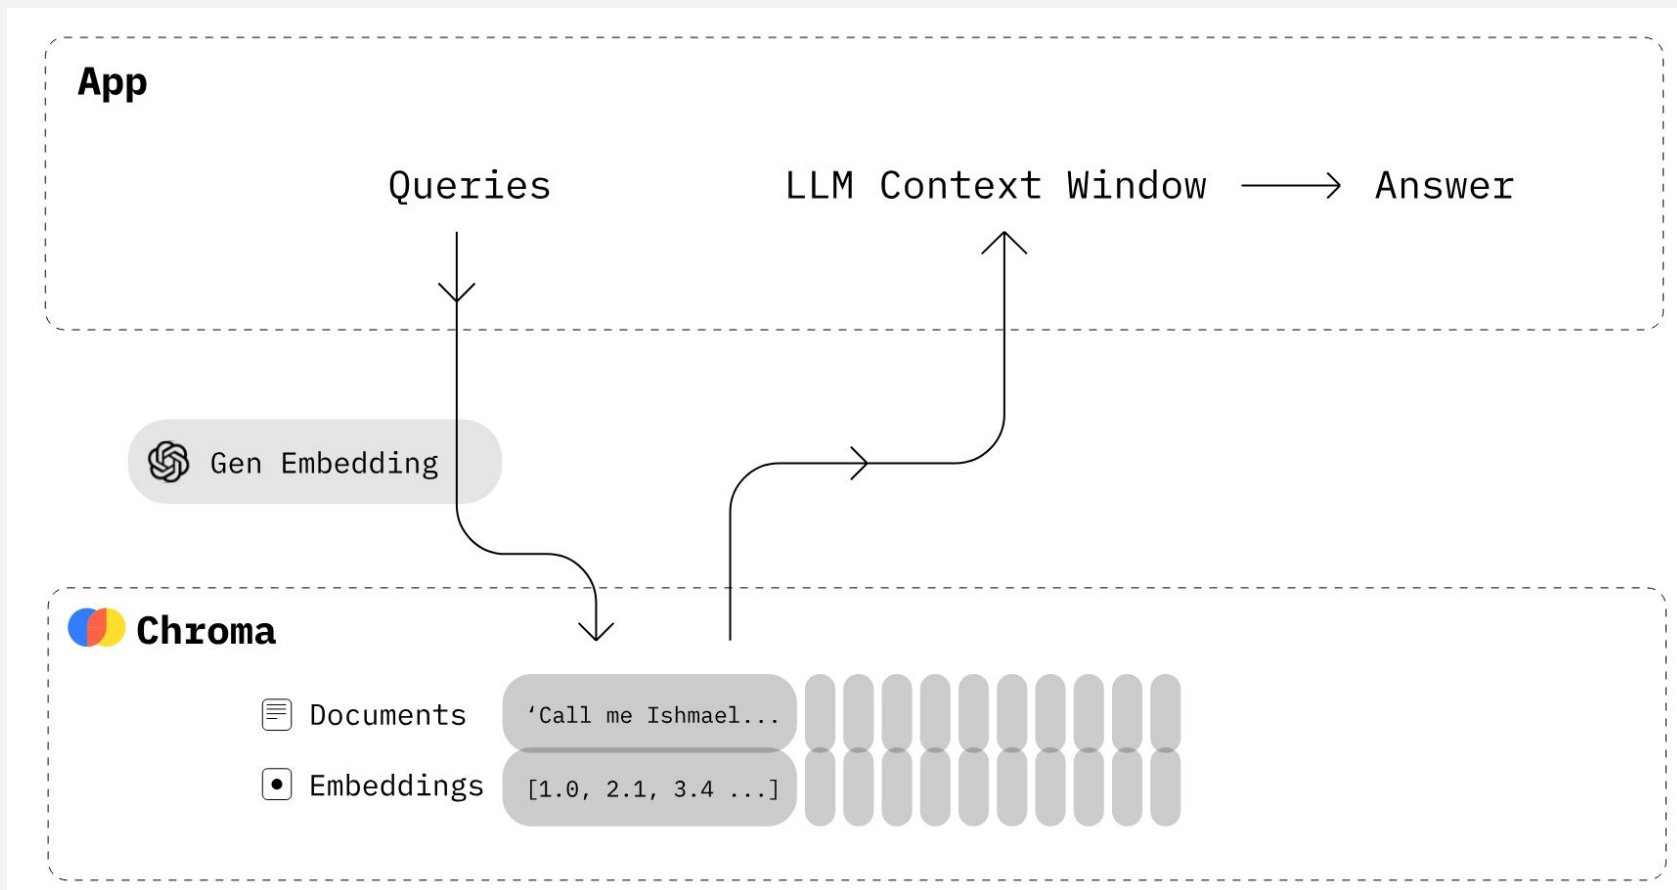 App
Queries
LLM Context Window
Answer
Gen Embedding
Chroma
Documents
‘Call me Ishmael...
Embeddings
[1.0, 2.1, 3.4 ...]